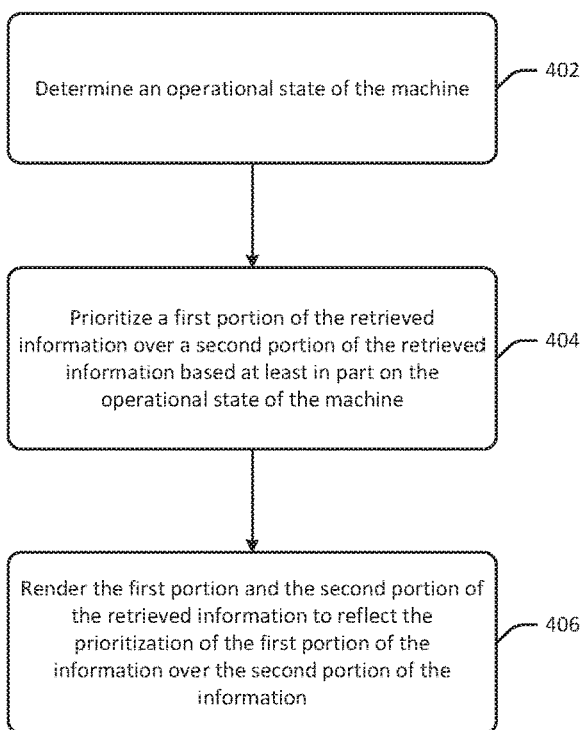 Determine an operational state of the machine
402
Prioritize a first portion of the retrieved
information over a second portion of the retrieved
information based at least in part on the
operational state of the machine
404
Render the first portion and the second portion of
the retrieved information to reflect the
prioritization of the first portion of the
information over the second portion of the
information
406